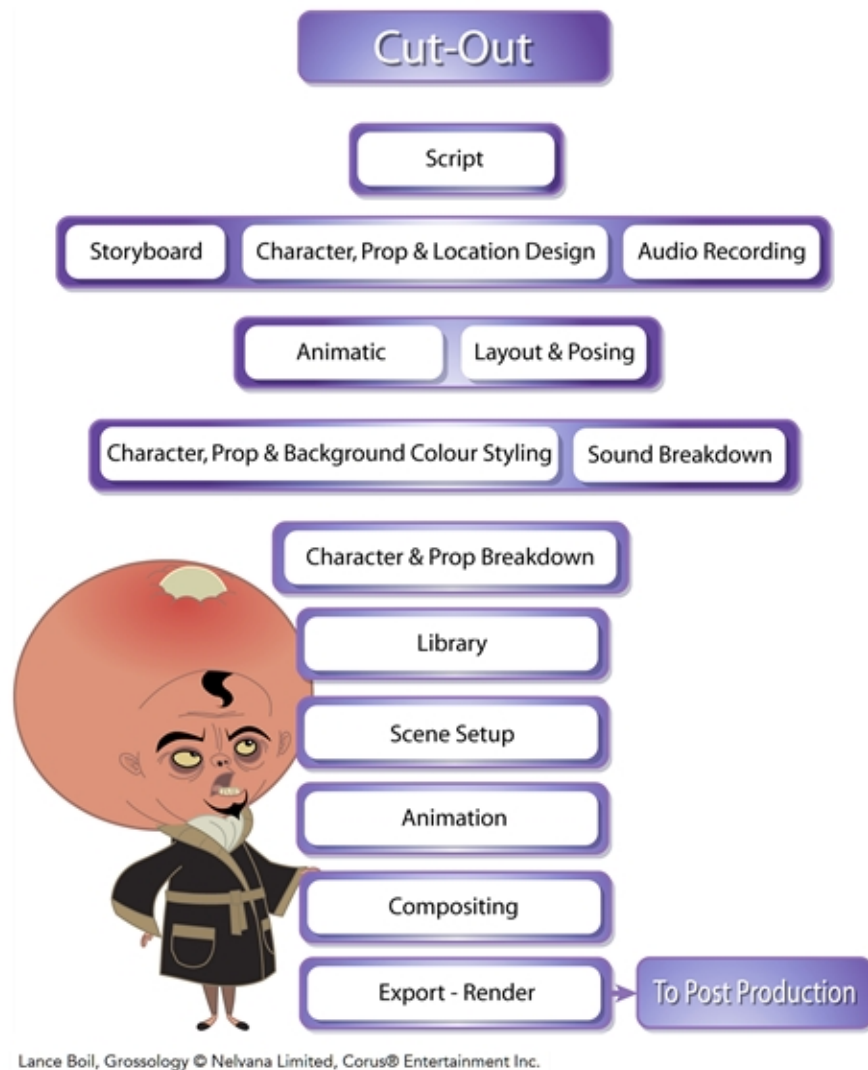 Cut-Out
Script
Storyboard
Character, Prop & Location Design
Audio Recording
Animatic
Layout & Posing
Character, Prop & Background Colour Styling
Sound Breakdown
Character & Prop Breakdown
Library
Scene Setup
Animation
Compositing
Export - Render
To Post Production
Lance Boil, Grossology © Nelvana Limited, Corus® Entertainment Inc.